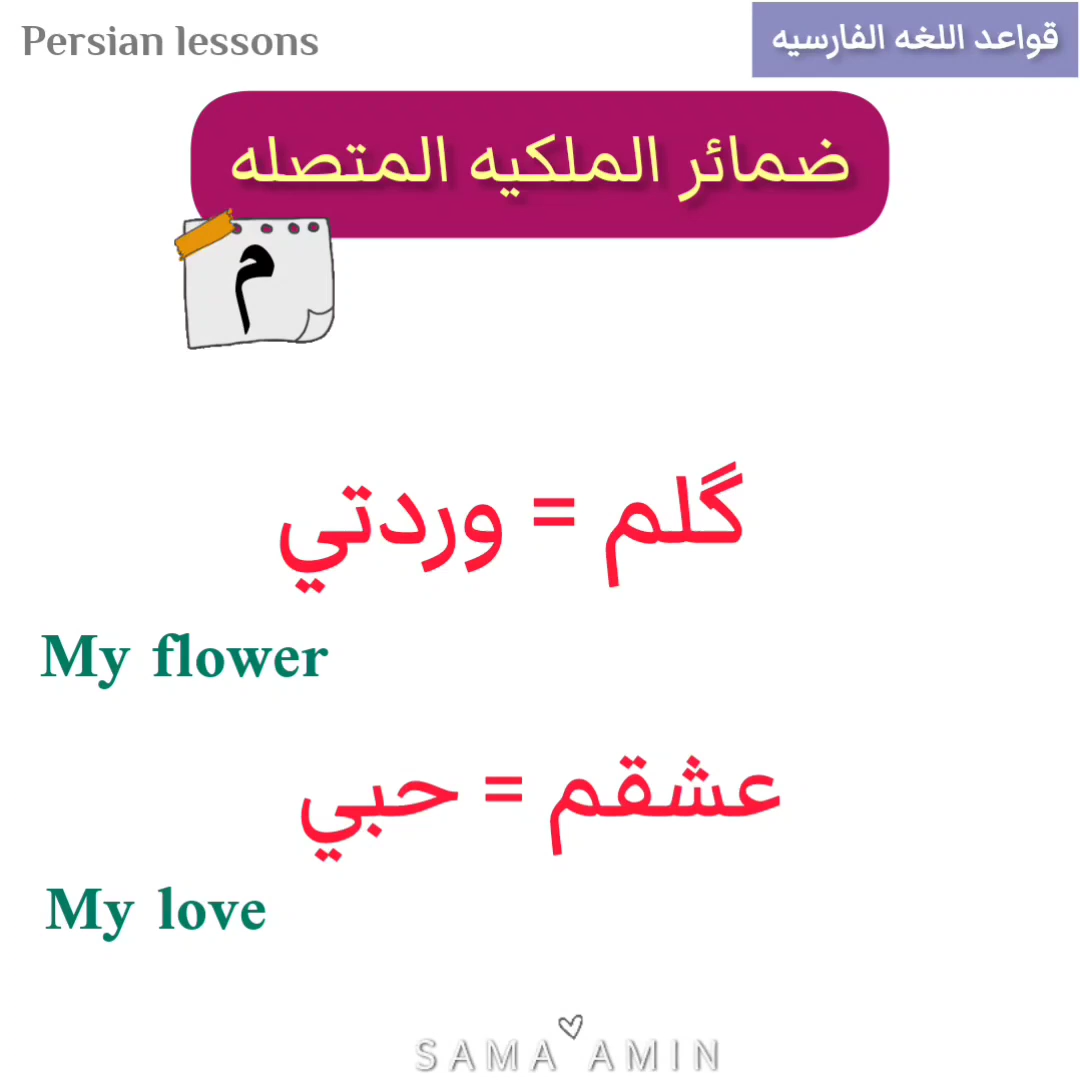 Persian lessons
قواعد اللغه الفارسيه
ضمائر الملكيه المتصله
م
گلم = وردتي
My flower
عشقم = حبي
My love
SAMA AMIN